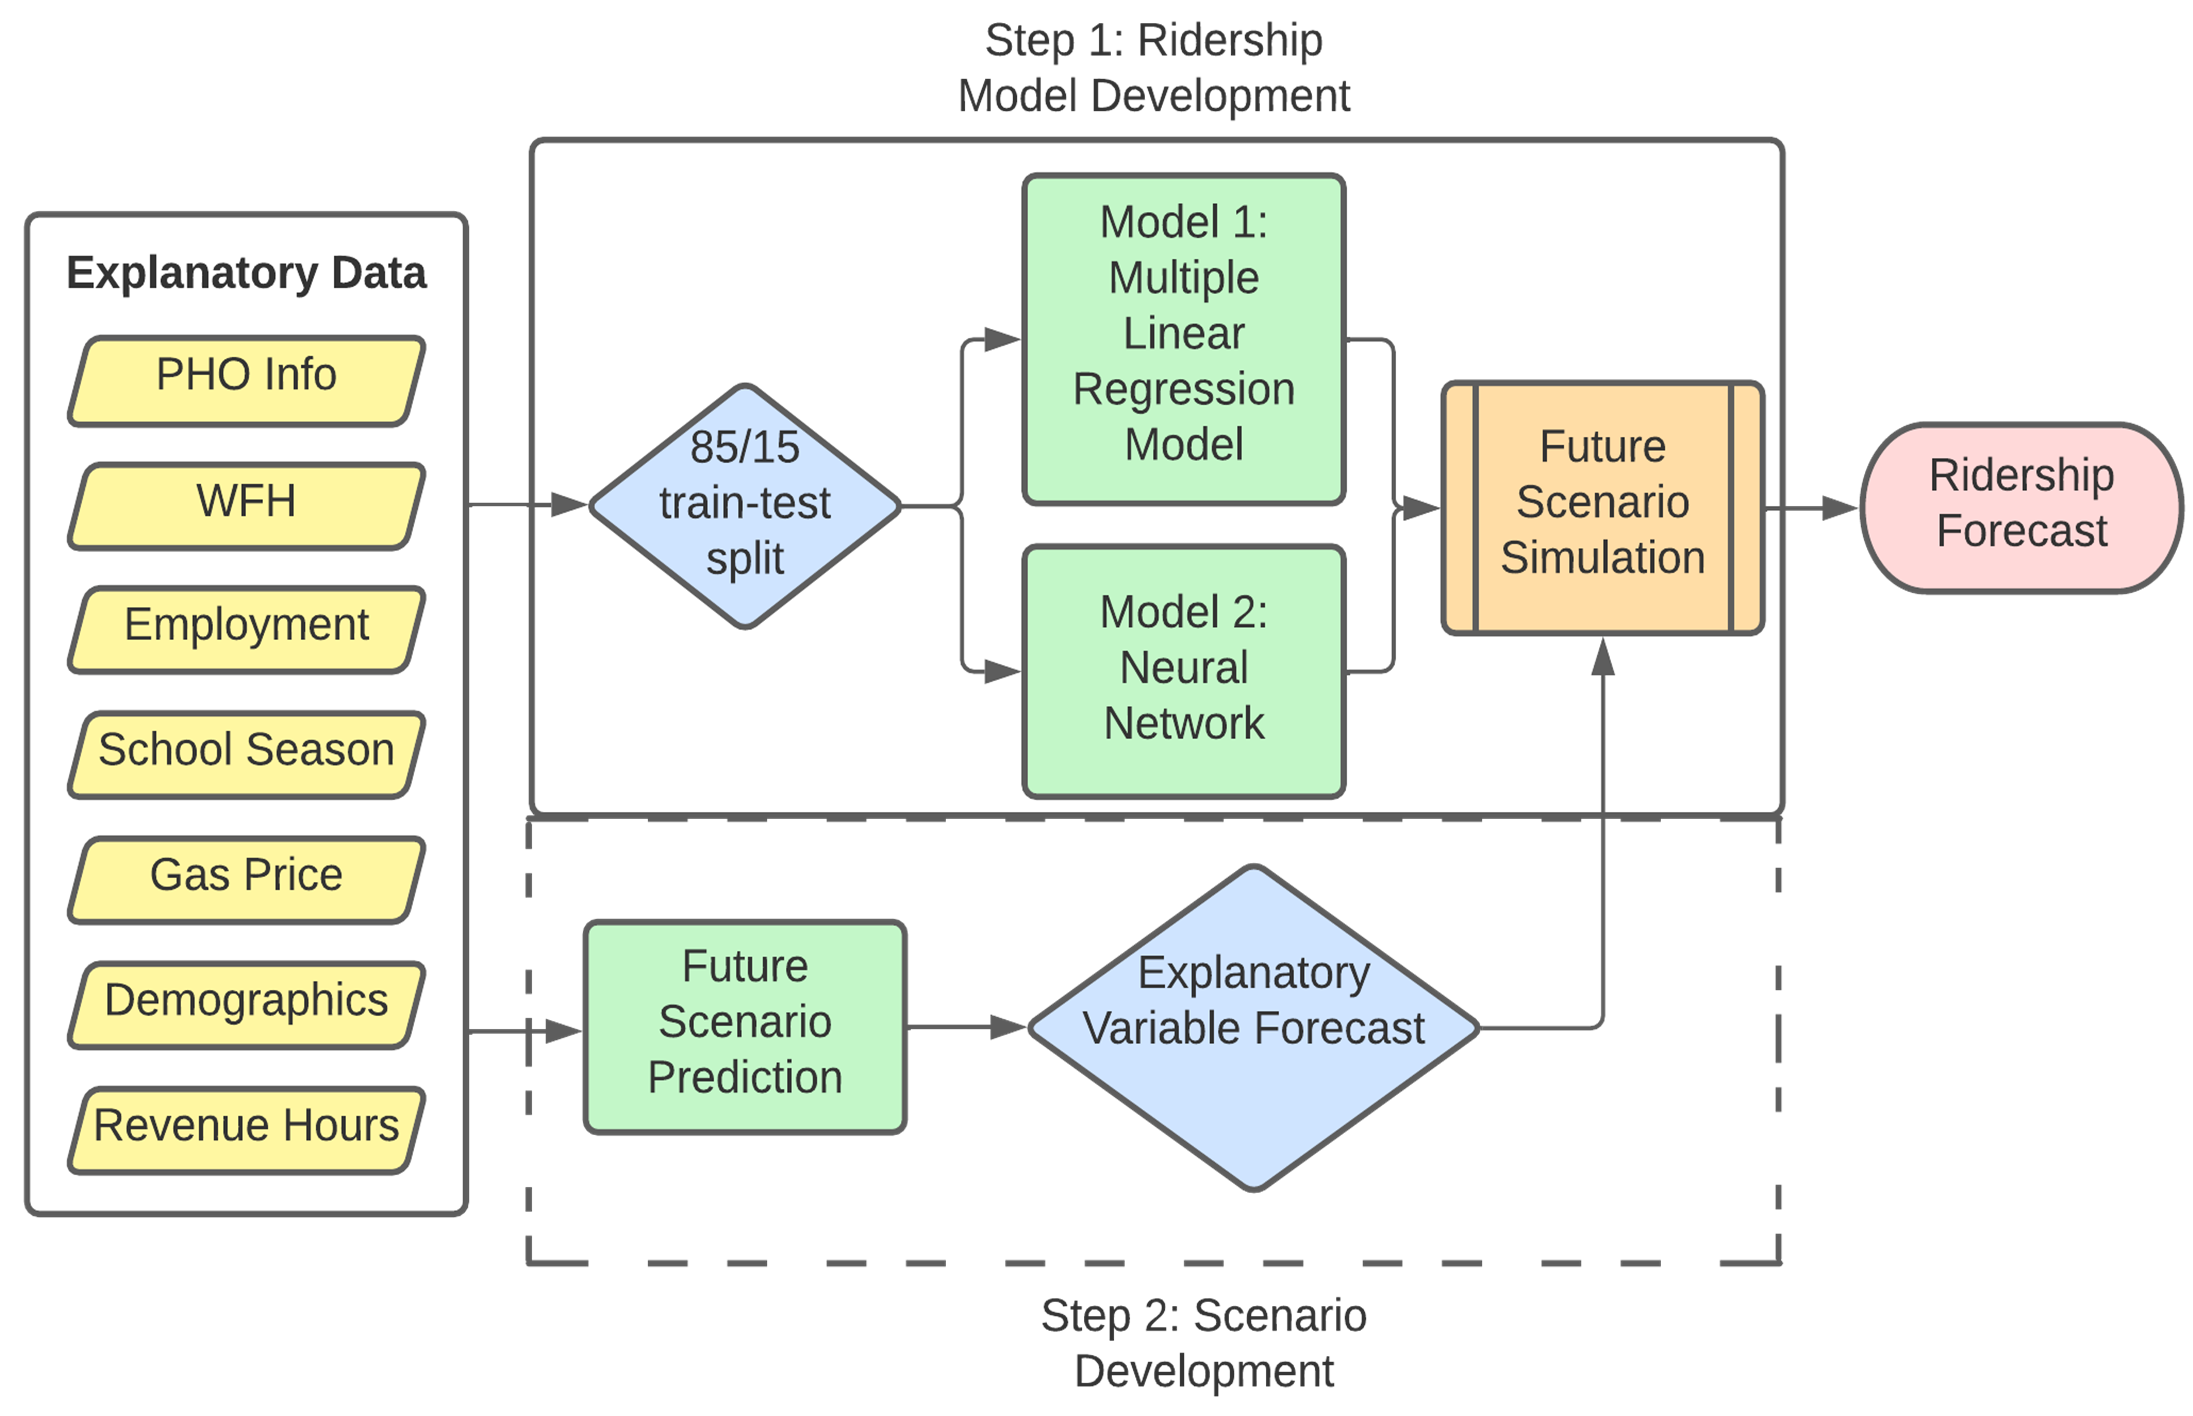 Step 1: Ridership
Model Development
Explanatory Data
PHO Info
WFH
Employment
School Season
Gas Price
Demographics
Revenue Hours
85/15
train-test
split
Model 1:
Multiple
Linear
Regression
Model
Model 2:
Neural
Network
Future
Scenario
Simulation
Ridership
Forecast
Future
Scenario
Prediction
Explanatory
Variable Forecast
Step 2: Scenario
Development